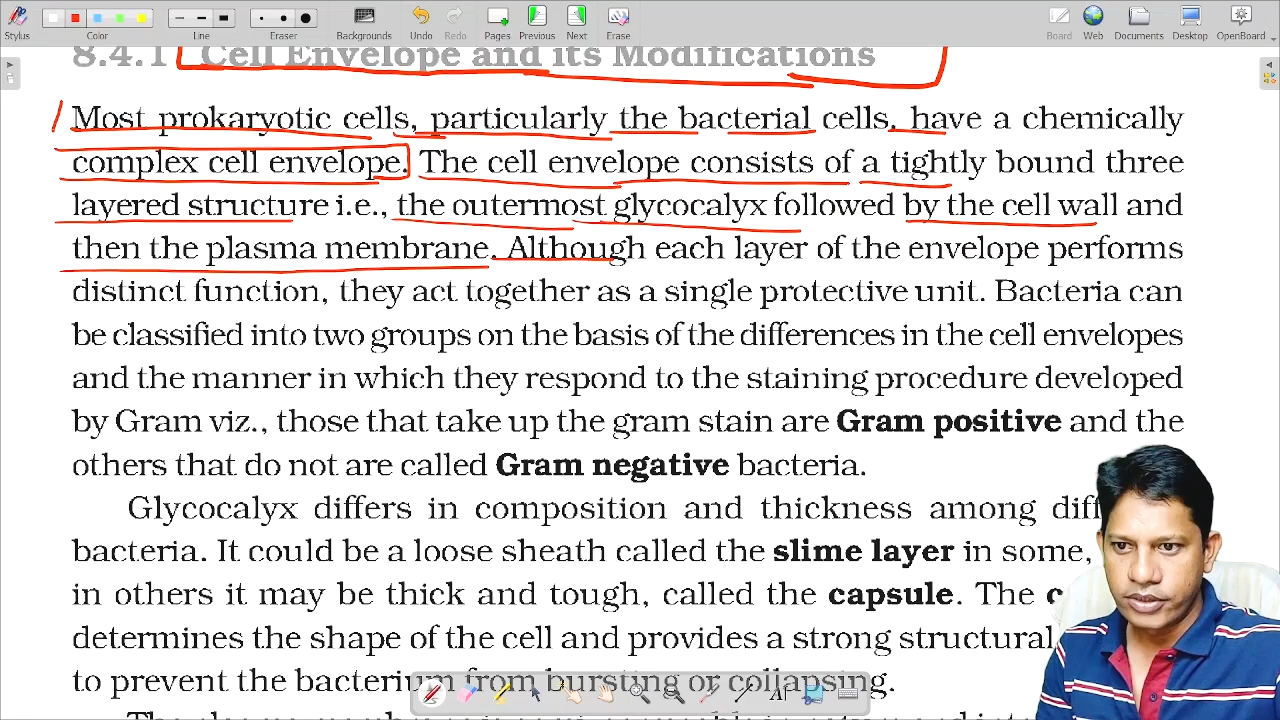 Stylus
Color
Line
Eraser
Backgrounds
Undo
Redo
Pages
Previous
Next
Erase
Board
Web
Documents
Desktop
OpenBoard
8.4.1 Cell Envelope and its Modifications
Most prokaryotic cells, particularly the bacterial cells, have a chemically
complex cell envelope. The cell envelope consists of a tightly bound three
layered structure i.e., the outermost glycocalyx followed by the cell wall and
then the plasma membrane. Although each layer of the envelope performs
distinct function, they act together as a single protective unit. Bacteria can
be classified into two groups on the basis of the differences in the cell envelopes
and the manner in which they respond to the staining procedure developed
by Gram viz., those that take up the gram stain are Gram positive and the
others that do not are called Gram negative bacteria.
Glycocalyx differs in composition and thickness among
bacteria. It could be a loose sheath called the slime layer in some,
in others it may be thick and tough, called the capsule. The
determines the shape of the cell and provides a strong structural
to prevent the bacterium from bursting or collapsing.